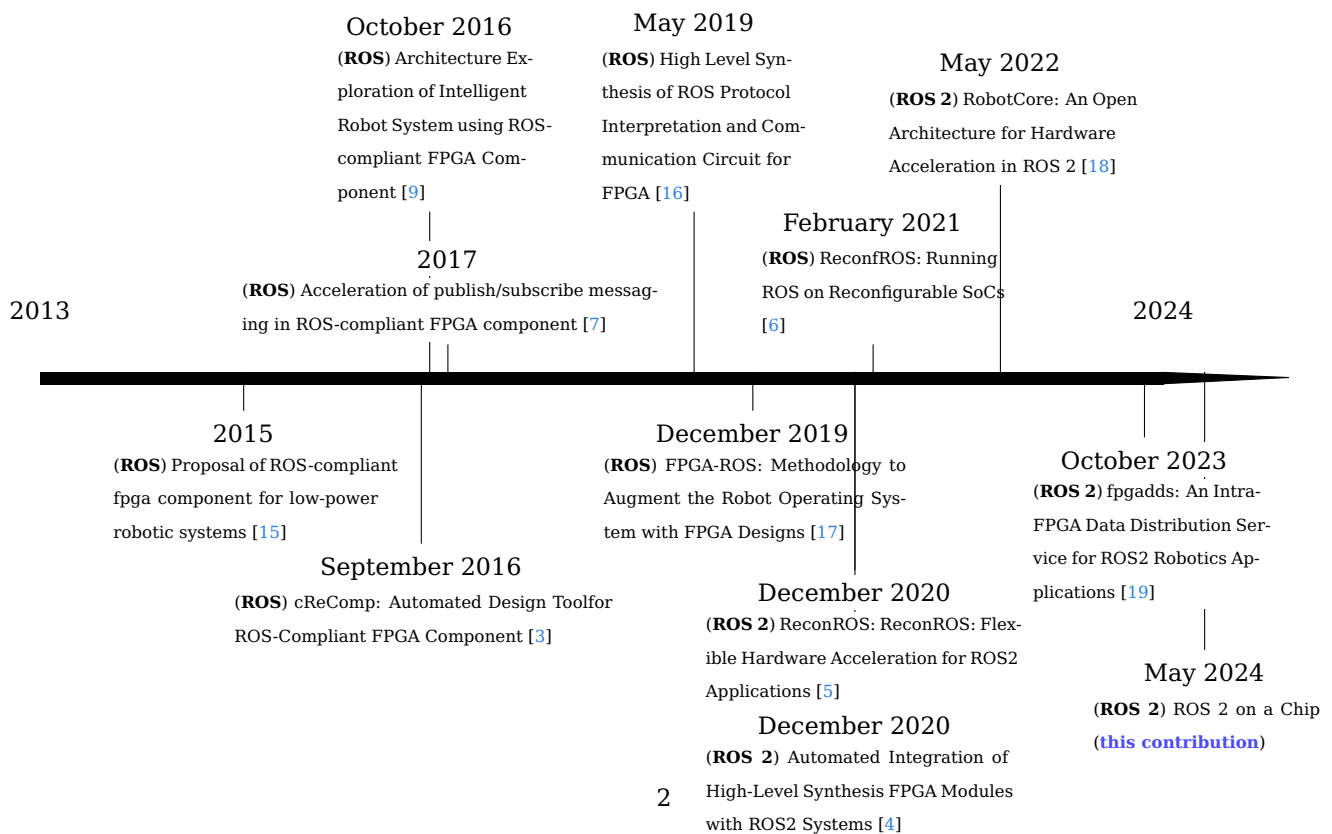 October 2016
(ROS) Architecture Ex-
ploration of Intelligent
Robot System using ROS-
compliant FPGA Com-
ponent [9]
May 2019
(ROS) High Level Syn-
thesis of ROS Protocol
Interpretation and Com-
munication Circuit for
FPGA [16]
May 2022
(ROS 2) RobotCore: An Open
Architecture for Hardware
Acceleration in ROS 2 [18]
2017
(ROS) Acceleration of publish/subscribe messag-
ing in ROS-compliant FPGA component [7]
February 2021
(ROS) ReconfROS: Running
ROS on Reconfigurable SoCs
[6]
2013
2024
2015
(ROS) Proposal of ROS-compliant
fpga component for low-power
robotic systems [15]
September 2016
(ROS) cReComp: Automated Design Toolfor
ROS-Compliant FPGA Component [3]
December 2019
(ROS) FPGA-ROS: Methodology to
Augment the Robot Operating Sys-
tem with FPGA Designs [17]
December 2020
(ROS 2) ReconROS: ReconROS: Flex-
ible Hardware Acceleration for ROS2
Applications [5]
December 2020
(ROS 2) Automated Integration of
High-Level Synthesis FPGA Modules
with ROS2 Systems [4]
October 2023
(ROS 2) fpgadds: An Intra-
FPGA Data Distribution Ser-
vice for ROS2 Robotics Ap-
plications [19]
May 2024
(ROS 2) ROS 2 on a Chip
(this contribution)
2